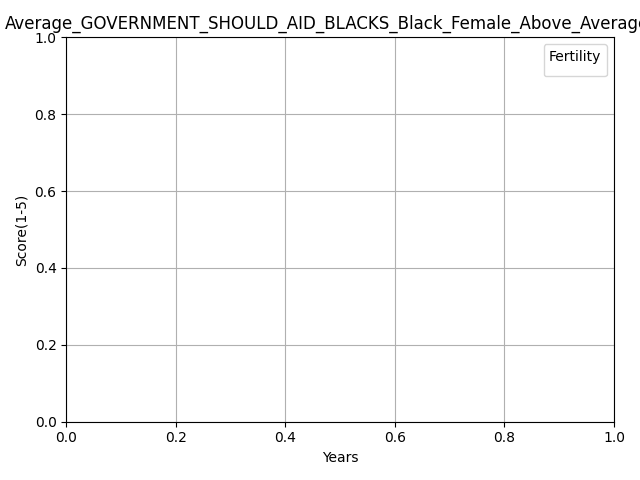 Average_GOVERNMENT_SHOULD_AID_BLACKS_Black_Female_Above_Average
Fertility
1.0
0.8
0.6
0.4
0.2
0.0
Score(1-5)
0.0 0.2 0.4 0.6 0.8 1.0
Years